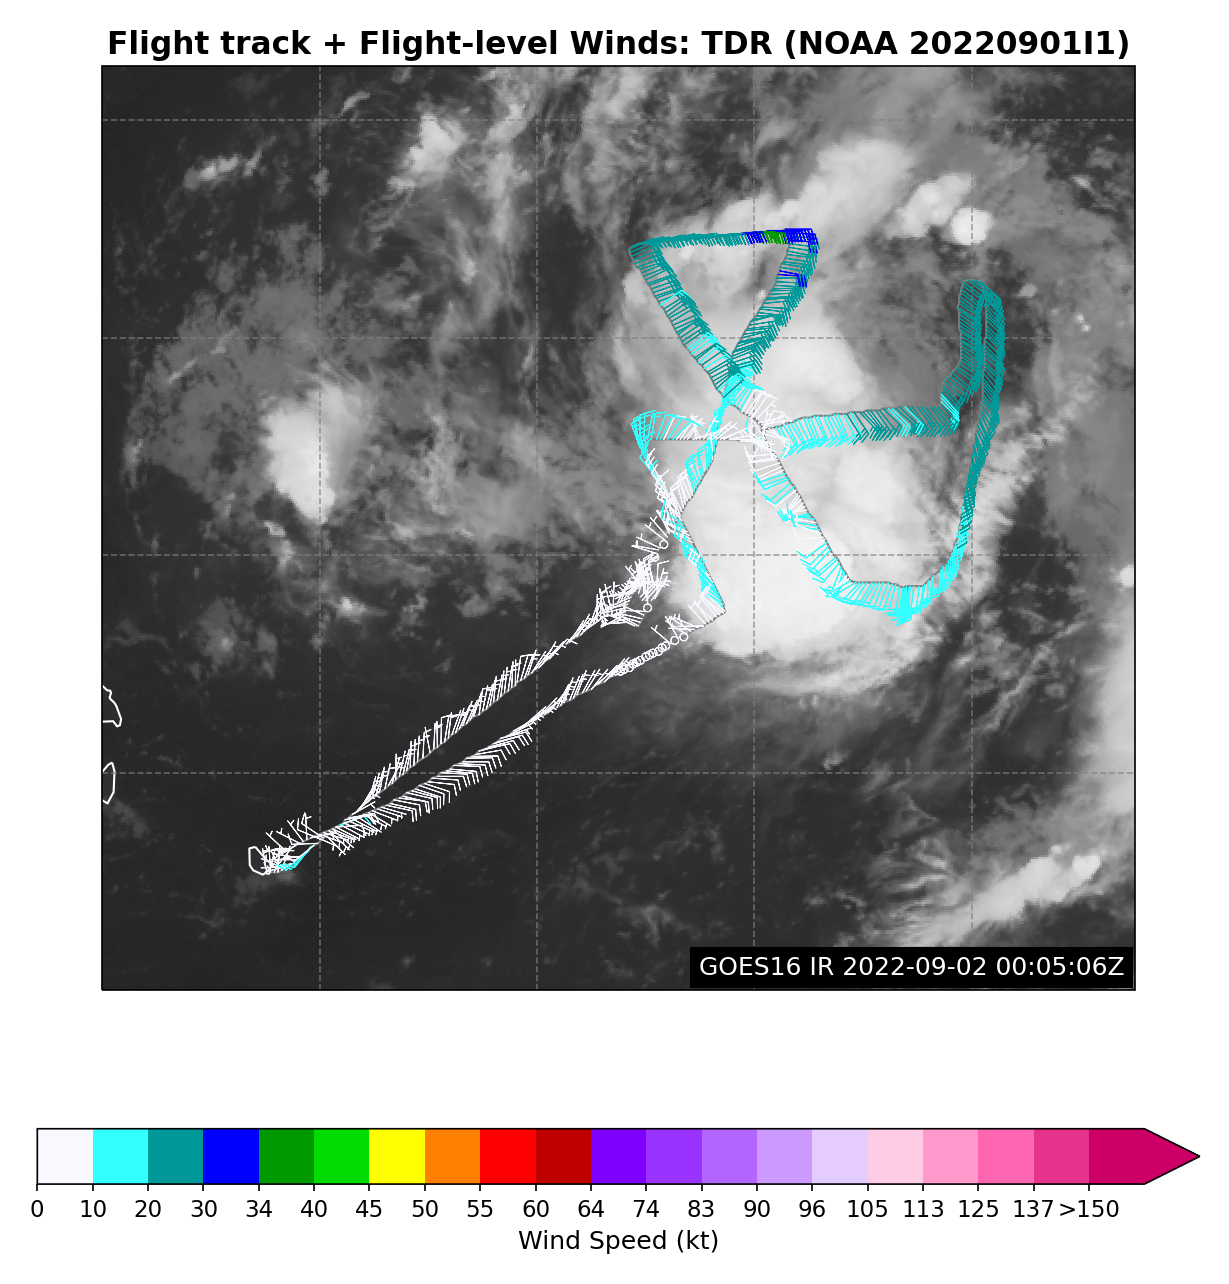 Flight track + Flight-level Winds: TDR (NOAA 20220901I1)
GOES16 IR 2022-09-02 00:05:06Z
0 10 20 30 34 40 45 50 55 60 64 74 83 90 96 105 113 125 137 >150
Wind Speed (kt)